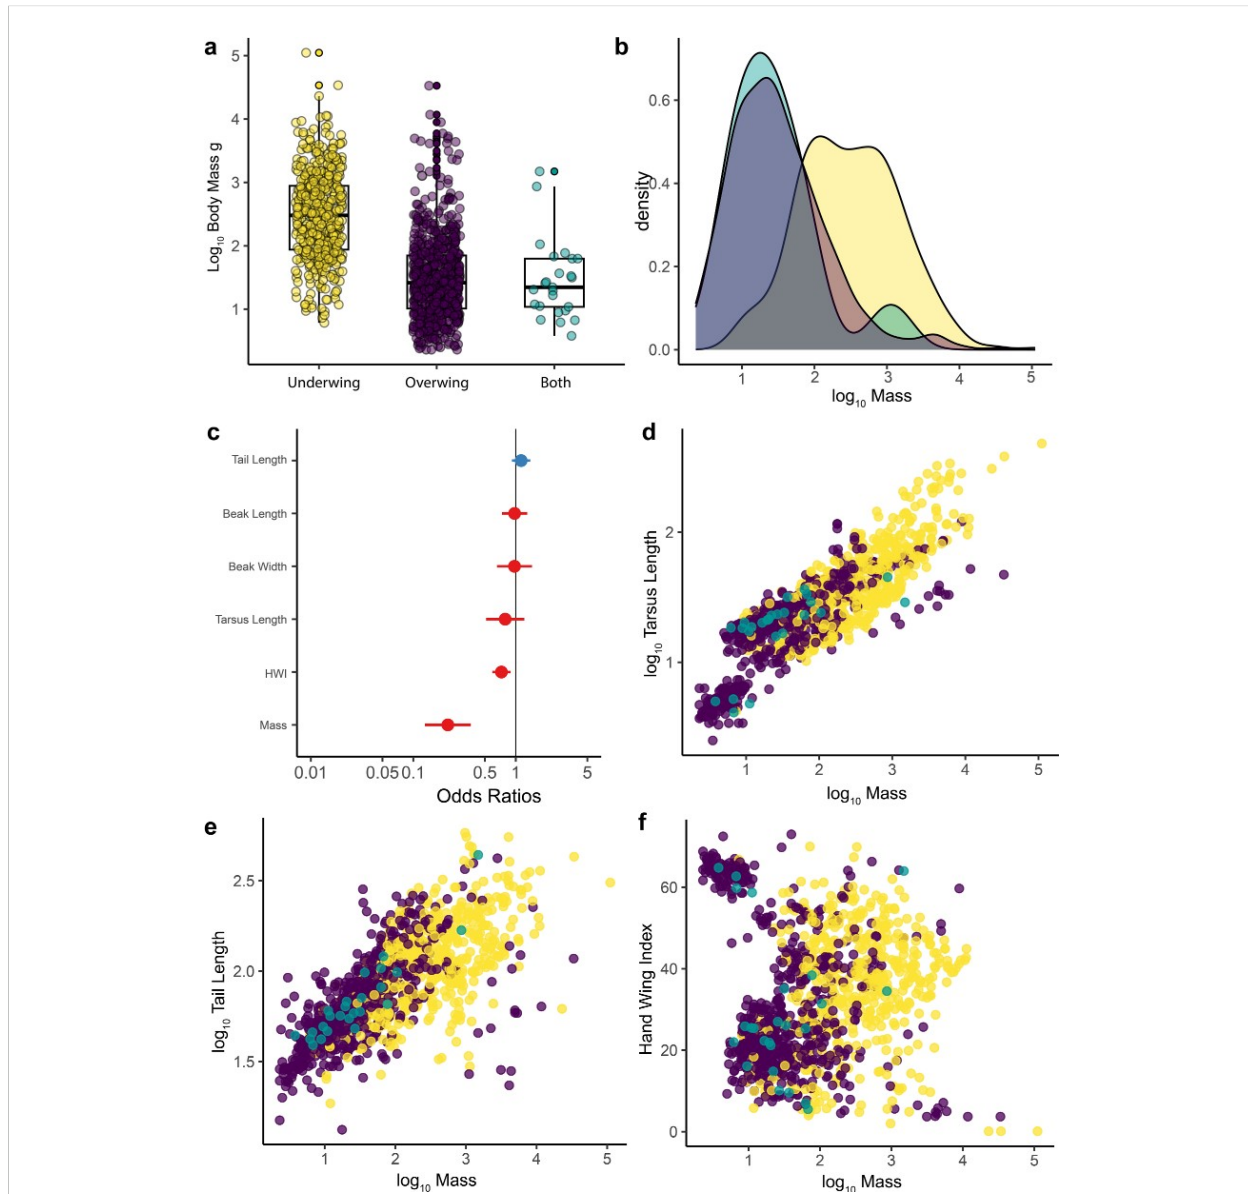 a
Log₁₀ Body Mass g
5
4
3
2
1
Underwing Overwing Both
b
density
0.6
0.4
0.2
0.0
1 2 3 4 5
log₁₀ Mass
c
Tail Length
Beak Length
Beak Width
Tarsus Length
HWI
Mass
0.01 0.05 0.1 0.5 1 5
Odds Ratios
d
log₁₀ Tarsus Length
2
1
1 2 3 4 5
log₁₀ Mass
e
log₁₀ Tail Length
2.5
2.0
1.5
1 2 3 4 5
log₁₀ Mass
f
Hand Wing Index
60
40
20
0
1 2 3 4 5
log₁₀ Mass